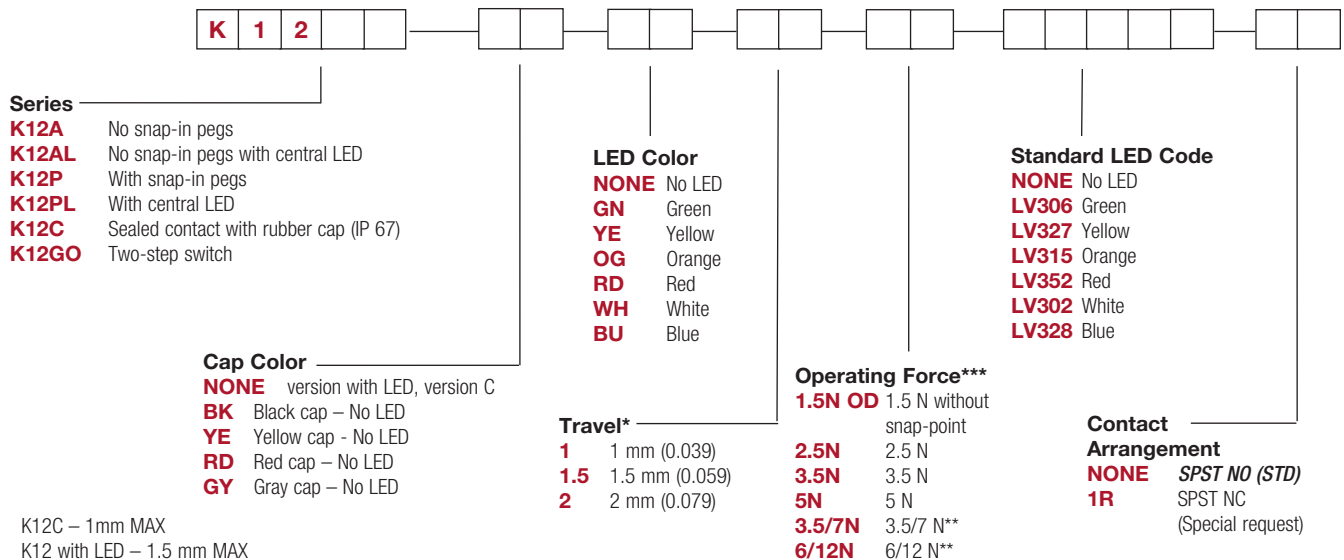 K 1 2
Series
K12A No snap-in pegs
K12AL No snap-in pegs with central LED
K12P With snap-in pegs
K12PL With central LED
K12C Sealed contact with rubber cap (IP 67)
K12GO Two-step switch
Cap Color
NONE version with LED, version C
BK Black cap – No LED
YE Yellow cap - No LED
RD Red cap – No LED
GY Gray cap – No LED
K12C – 1mm MAX
K12 with LED – 1.5 mm MAX
LED Color
NONE No LED
GN Green
YE Yellow
OG Orange
RD Red
WH White
BU Blue
Travel*
1 1 mm (0.039)
1.5 1.5 mm (0.059)
2 2 mm (0.079)
Operating Force***
1.5N OD 1.5 N without
snap-point
2.5N 2.5 N
3.5N 3.5 N
5N 5 N
3.5/7N 3.5/7 N**
6/12N 6/12 N**
Standard LED Code
NONE No LED
LV306 Green
LV327 Yellow
LV315 Orange
LV352 Red
LV302 White
LV328 Blue
Contact
Arrangement
NONE SPST NO (STD)
1R SPST NC
(Special request)